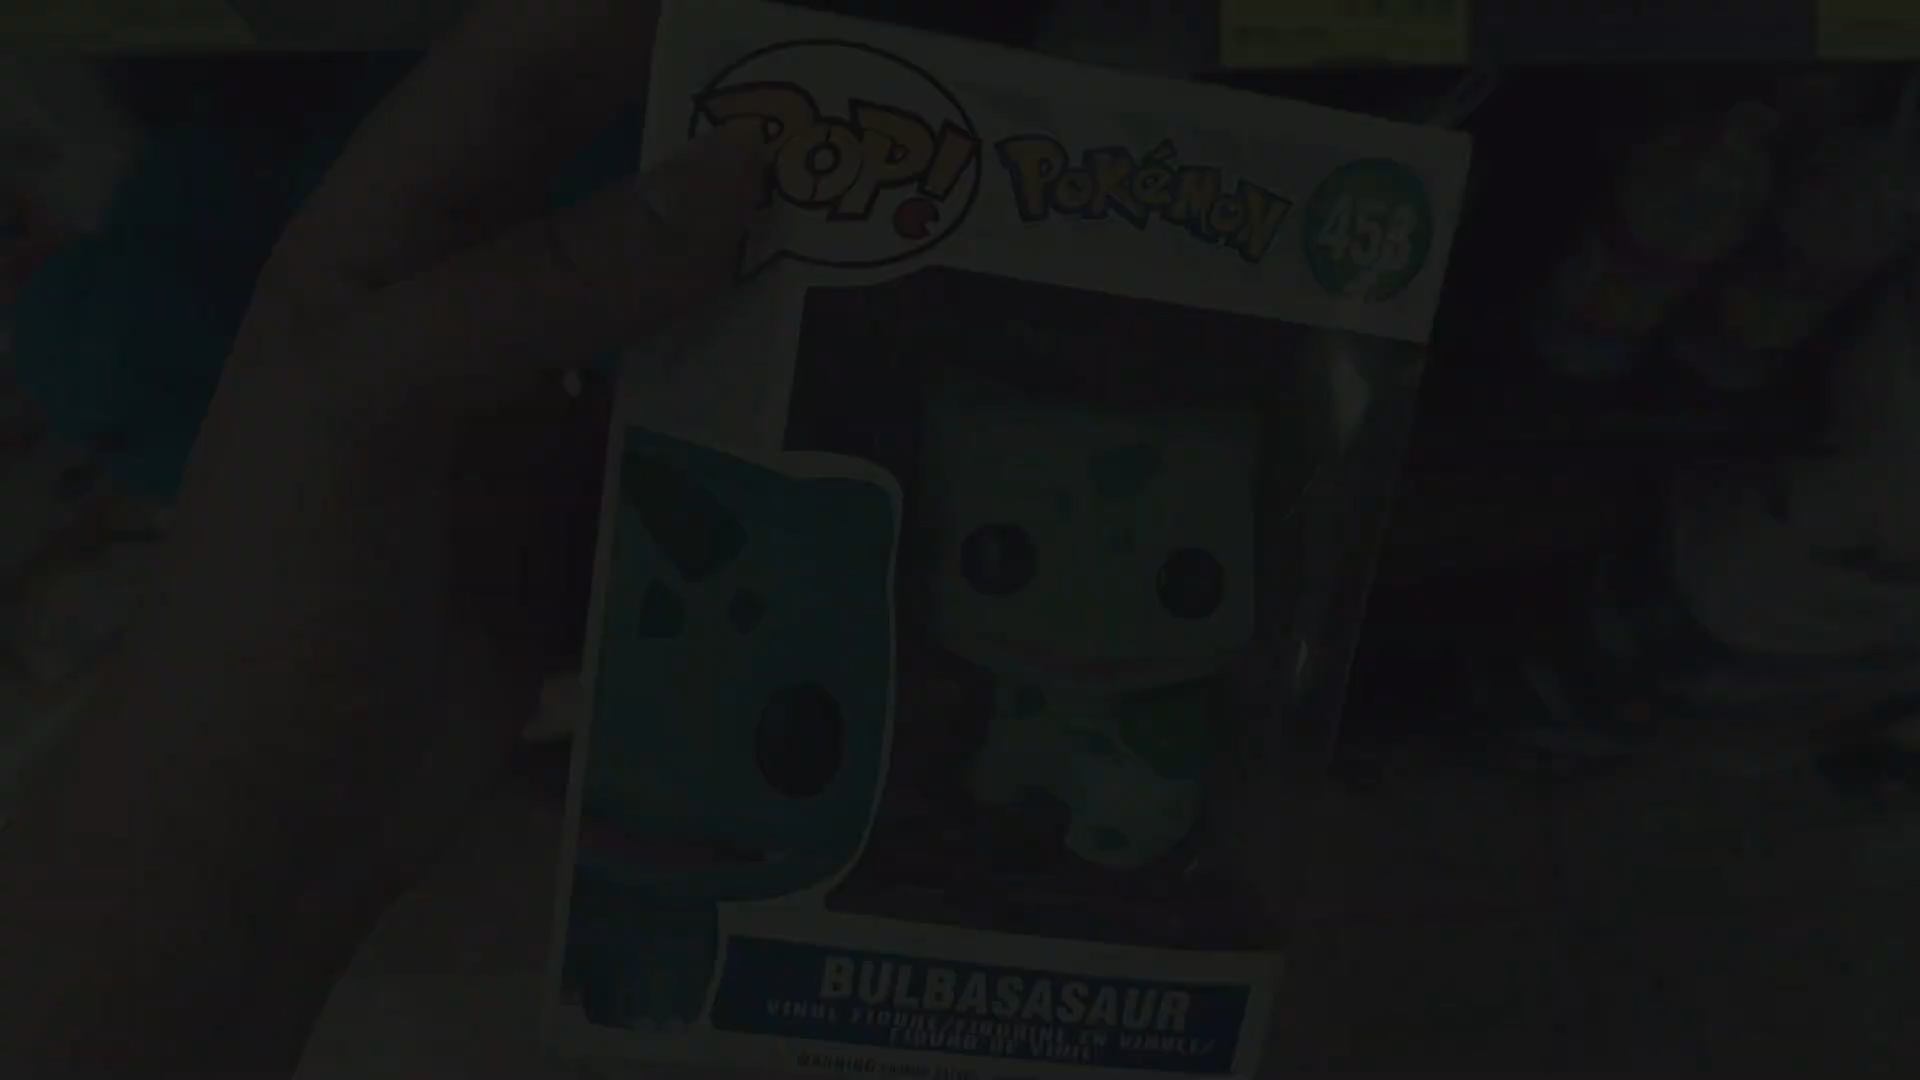 POP!
POKéMON
453
BULBASASAUR
VINYL FIGURE/FIGURINE EN VINYLE/
FIGURA DE VINIL
WARNING